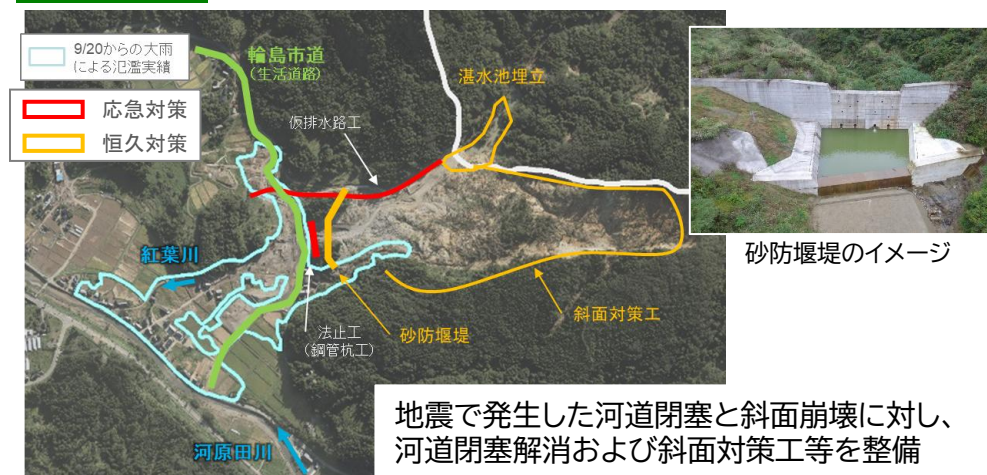 9/20からの大雨
による氾濫実績
応急対策
恒久対策
輪島市道
(生活道路)
湛水池埋立
仮排水路工
紅葉川
法止工
(鋼管杭工)
砂防堰堤
斜面対策工
河原田川
砂防堰堤のイメージ
地震で発生した河道閉塞と斜面崩壊に対し、
河道閉塞解消および斜面対策工等を整備